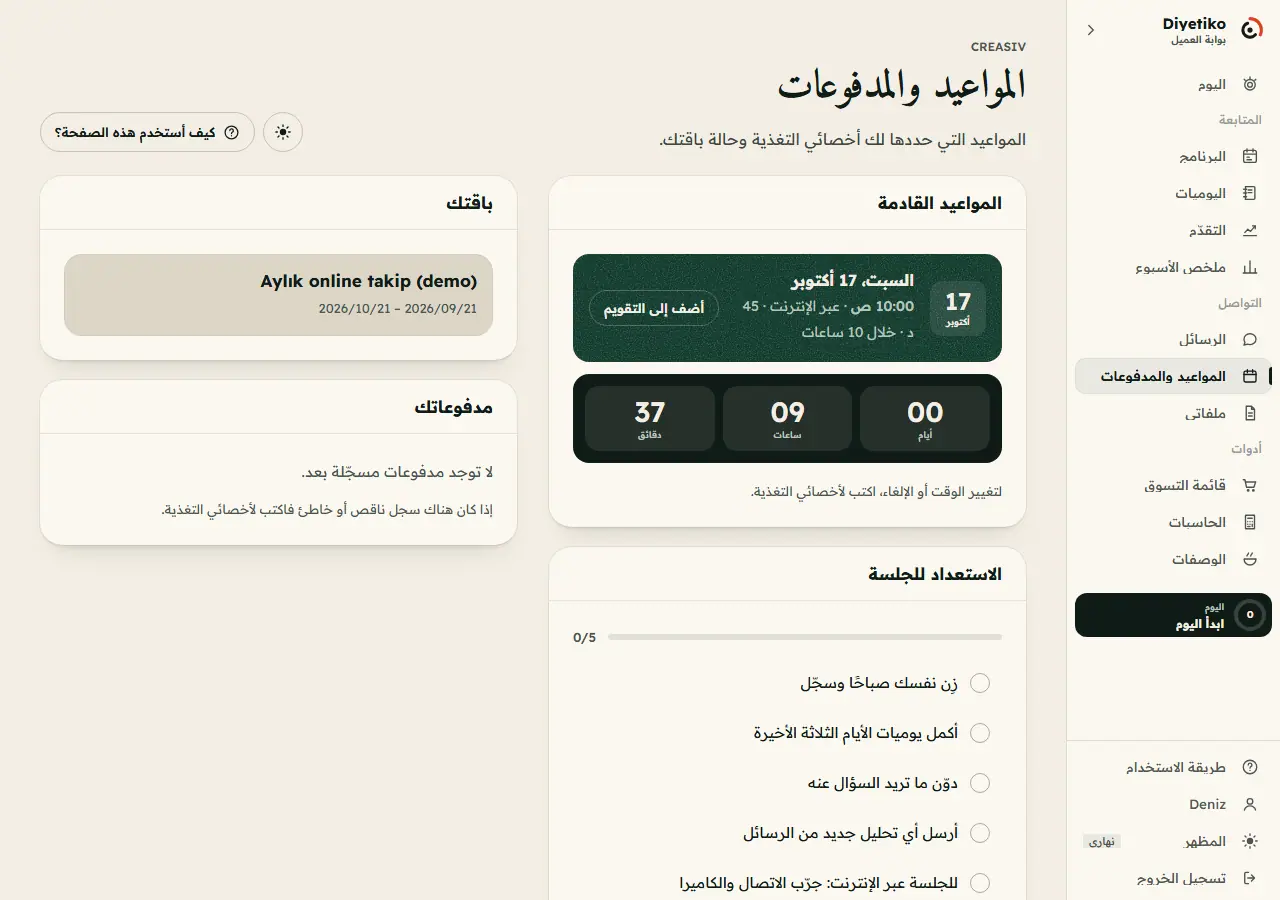 Diyetiko
بوابة العميل
اليوم
المتابعة
البرنامج
اليوميات
التقدّم
ملخص الأسبوع
التواصل
الرسائل
المواعيد والمدفوعات
ملفاتي
أدوات
قائمة التسوق
الحاسبات
الوصفات
0
اليوم
ابدأ اليوم
طريقة الاستخدام
Deniz
المظهر
نهاري
تسجيل الخروج
CREASIV
المواعيد والمدفوعات
المواعيد التي حددها لك أخصائي التغذية وحالة باقتك.
كيف أستخدم هذه الصفحة؟
المواعيد القادمة
17
أكتوبر
السبت، 17 أكتوبر
10:00 ص · عبر الإنترنت · 45
د · خلال 10 ساعات
أضف إلى التقويم
00
أيام
09
ساعات
37
دقائق
لتغيير الوقت أو الإلغاء، اكتب لأخصائي التغذية.
الاستعداد للجلسة
0/5
زِن نفسك صباحًا وسجّل
أكمل يوميات الأيام الثلاثة الأخيرة
دوّن ما تريد السؤال عنه
أرسل أي تحليل جديد من الرسائل
للجلسة عبر الإنترنت: جرّب الاتصال والكاميرا
باقتك
Aylık online takip (demo)
2026/10/21 – 2026/09/21
مدفوعاتك
لا توجد مدفوعات مسجّلة بعد.
إذا كان هناك سجل ناقص أو خاطئ فاكتب لأخصائي التغذية.